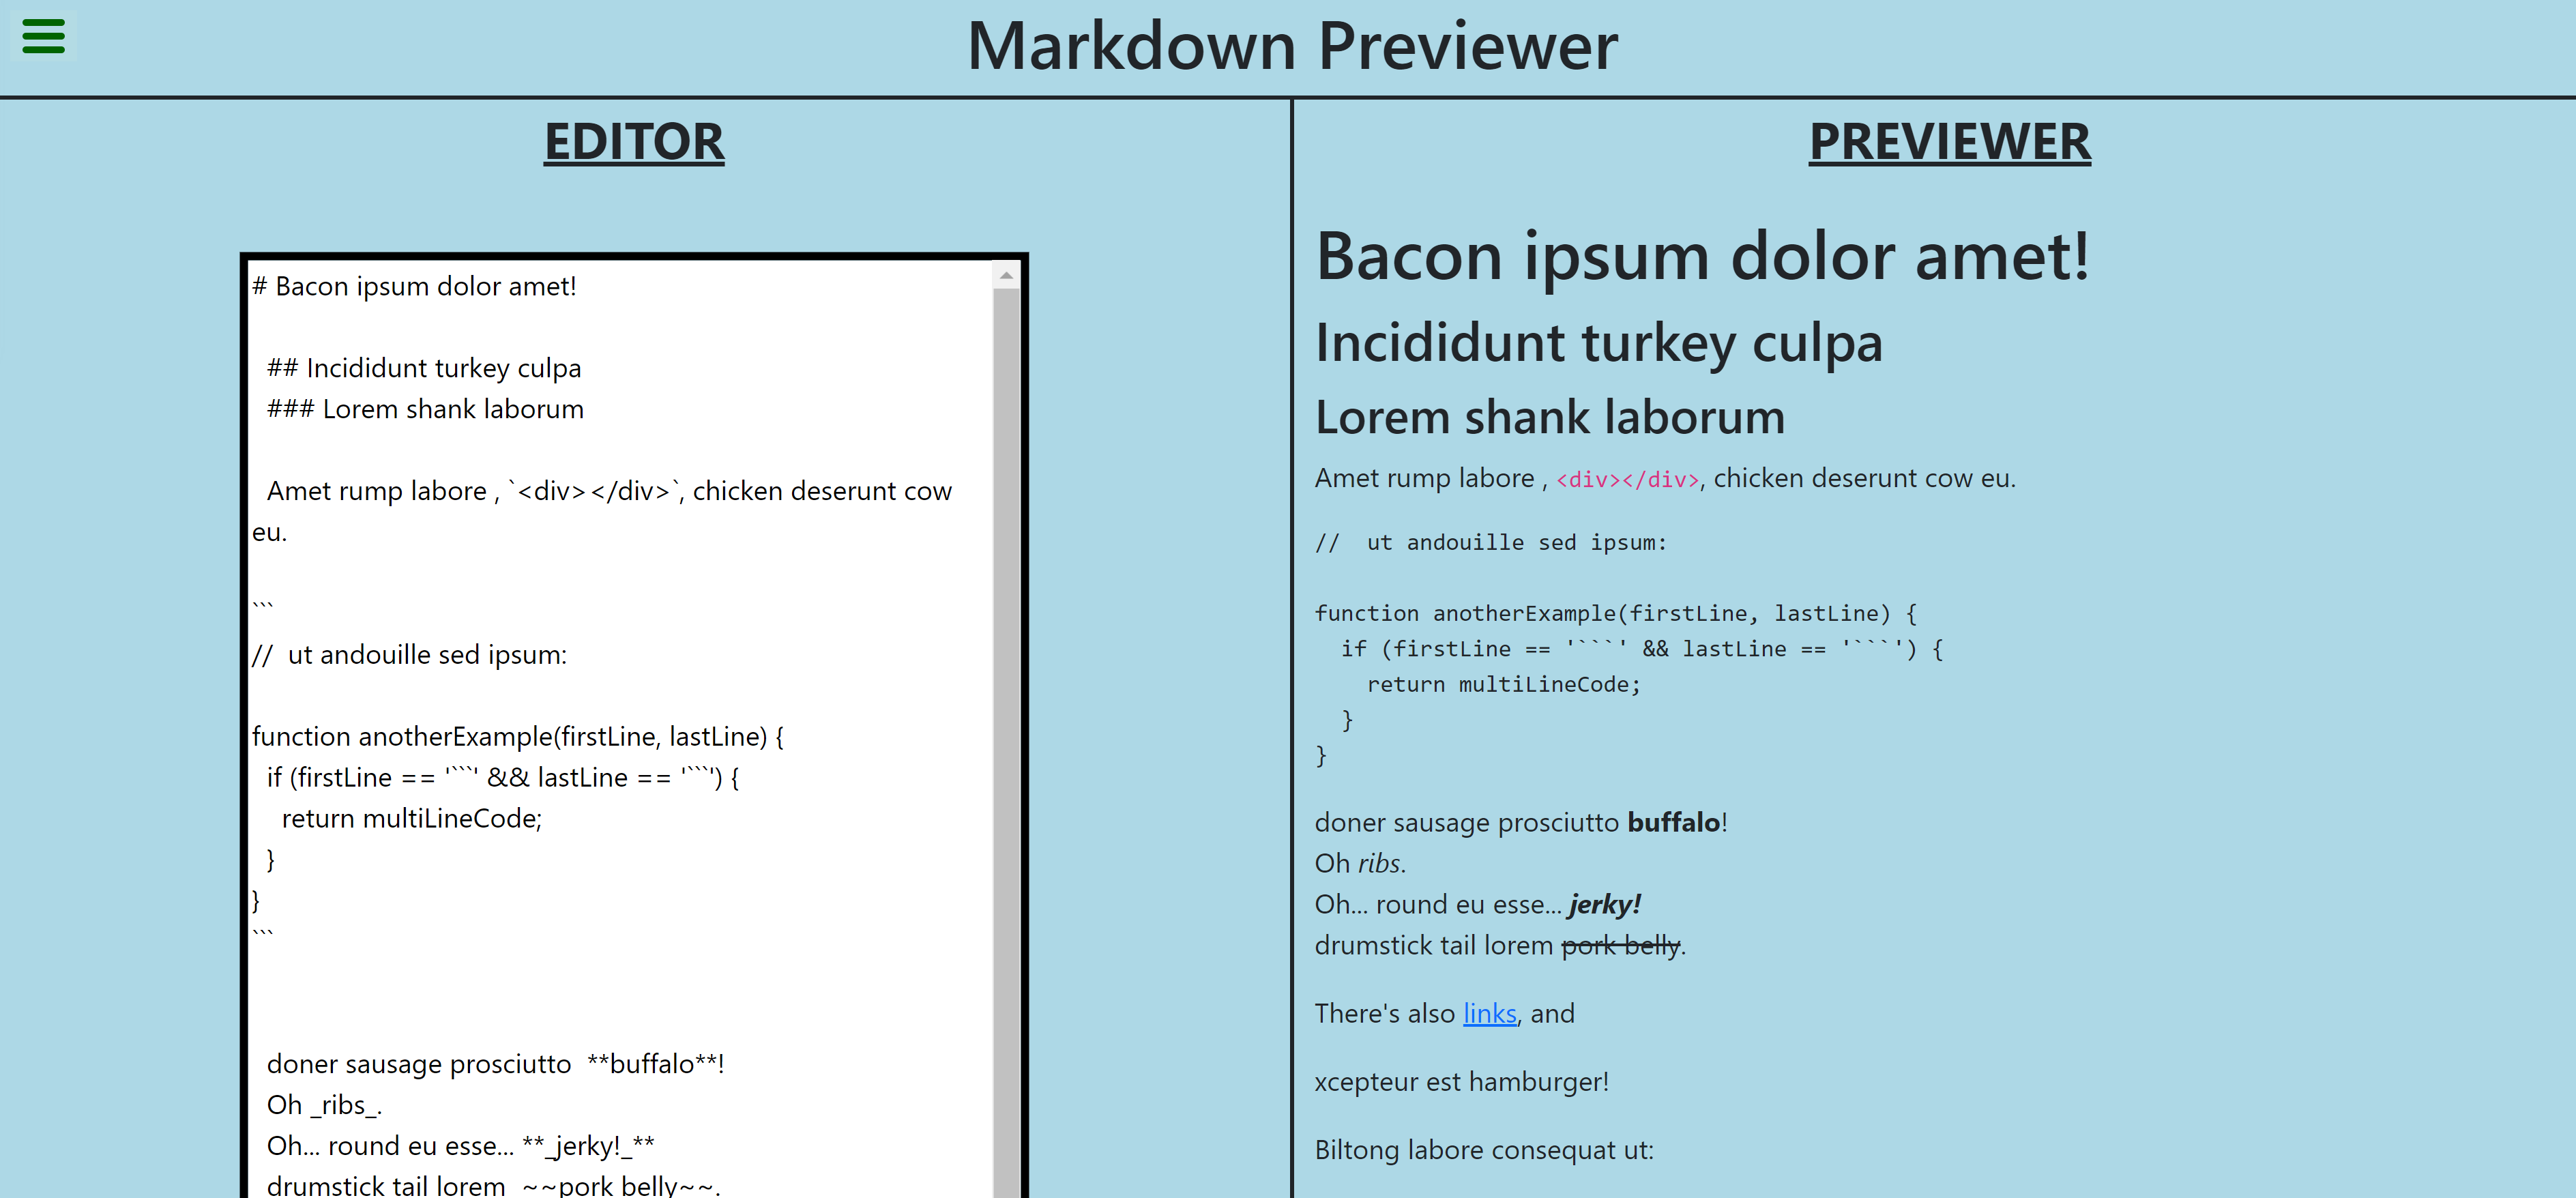 Markdown Previewer
EDITOR
# Bacon ipsum dolor amet!
## Incididunt turkey culpa
### Lorem shank laborum
Amet rump labore , `<div></div>`, chicken deserunt cow
eu.
```
//  ut andouille sed ipsum:
function anotherExample(firstLine, lastLine) {
  if (firstLine == '```' && lastLine == '```') {
    return multiLineCode;
  }
}
```
doner sausage prosciutto  **buffalo**!
Oh _ribs_.
Oh... round eu esse... **_jerky!_**
drumstick tail lorem  ~~pork belly~~.
PREVIEWER
Bacon ipsum dolor amet!
Incididunt turkey culpa
Lorem shank laborum
Amet rump labore , <div></div>, chicken deserunt cow eu.
//  ut andouille sed ipsum:
function anotherExample(firstLine, lastLine) {
  if (firstLine == '```' && lastLine == '```') {
    return multiLineCode;
  }
}
doner sausage prosciutto buffalo!
Oh ribs.
Oh... round eu esse... jerky!
drumstick tail lorem pork belly.
There's also links, and
xcepteur est hamburger!
Biltong labore consequat ut: